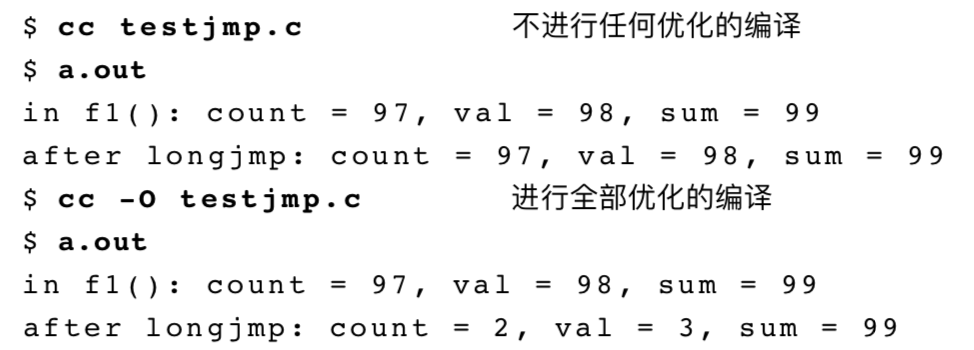 $ cc testjmp.c 不进行任何优化的编译
$ a.out
in f1(): count = 97, val = 98, sum = 99
after longjmp: count = 97, val = 98, sum = 99
$ cc -O testjmp.c 进行全部优化的编译
$ a.out
in f1(): count = 97, val = 98, sum = 99
after longjmp: count = 2, val = 3, sum = 99